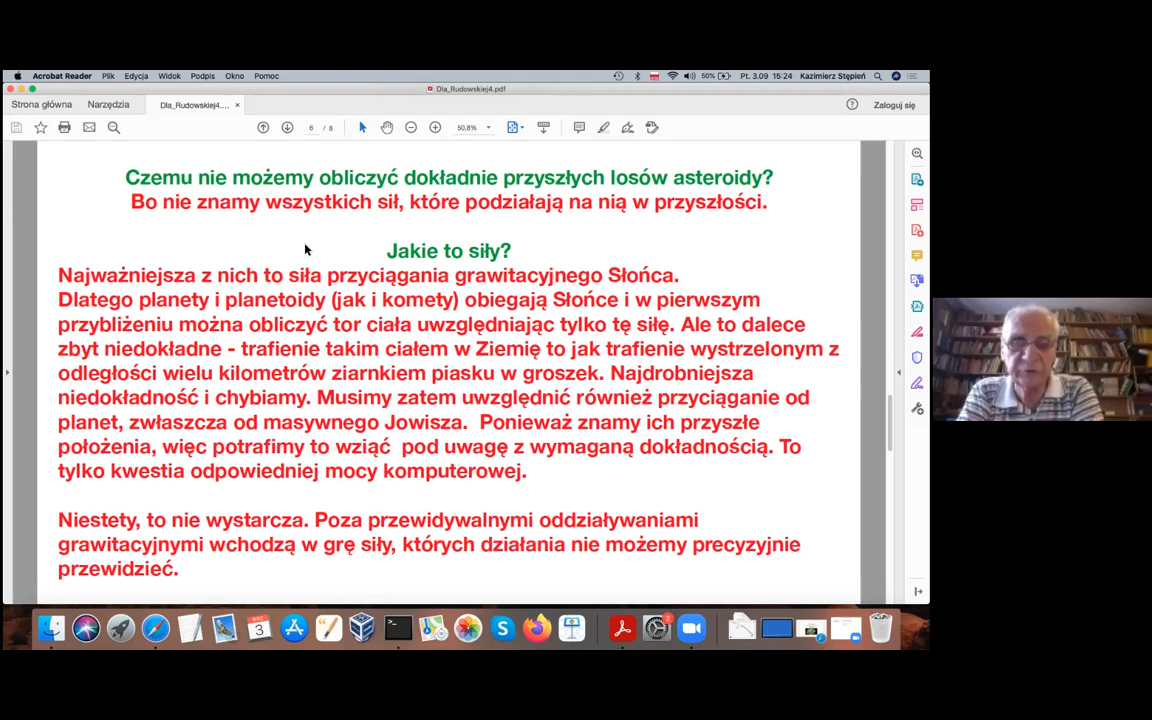 Acrobat Reader Plik Edycja Widok Podpis Okno Pomoc 50% Pt. 3.09 15:24 Kazimierz Stępień
Dla_Rudowskiej4.pdf
Strona główna Narzędzia Dla_Rudowskiej4.... × Zaloguj się
6 / 8 50,8%
Czemu nie możemy obliczyć dokładnie przyszłych losów asteroidy?
Bo nie znamy wszystkich sił, które podziałają na nią w przyszłości.
Jakie to siły?
Najważniejsza z nich to siła przyciągania grawitacyjnego Słońca.
Dlatego planety i planetoidy (jak i komety) obiegają Słońce i w pierwszym
przybliżeniu można obliczyć tor ciała uwzględniając tylko tę siłę. Ale to dalece
zbyt niedokładne - trafienie takim ciałem w Ziemię to jak trafienie wystrzelonym z
odległości wielu kilometrów ziarnkiem piasku w groszek. Najdrobniejsza
niedokładność i chybiamy. Musimy zatem uwzględnić również przyciąganie od
planet, zwłaszcza od masywnego Jowisza. Ponieważ znamy ich przyszłe
położenia, więc potrafimy to wziąć pod uwagę z wymaganą dokładnością. To
tylko kwestia odpowiedniej mocy komputerowej.
Niestety, to nie wystarcza. Poza przewidywalnymi oddziaływaniami
grawitacyjnymi wchodzą w grę siły, których działania nie możemy precyzyjnie
przewidzieć.
3
2